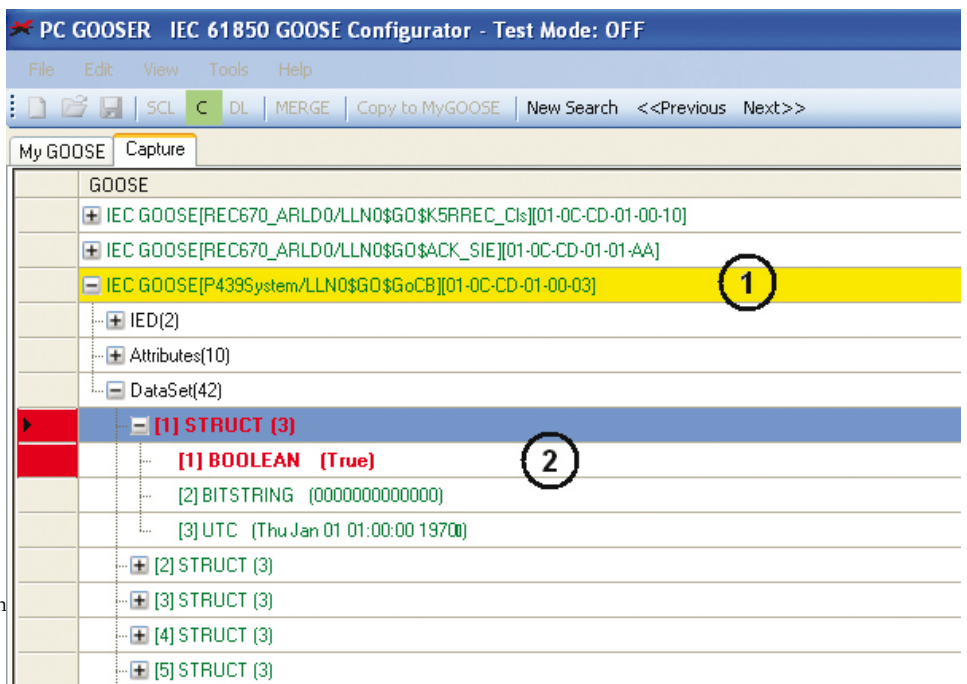 PC GOOSER IEC 61850 GOOSE Configurator - Test Mode: OFF
File Edit View Tools Help
SCL C DL MERGE Copy to MyGOOSE New Search <<Previous Next>>
My GOOSE Capture
GOOSE
IEC GOOSE[REC670_ARLD0/LLN0$GO$K5RREC_Cls][01-0C-CD-01-00-10]
IEC GOOSE[REC670_ARLD0/LLN0$GO$ACK_SIE][01-0C-CD-01-01-AA]
IEC GOOSE[P439System/LLN0$GO$GoCB][01-0C-CD-01-00-03]
1
IED(2)
Attributes(10)
DataSet(42)
[1] STRUCT (3)
[1] BOOLEAN (True)
2
[2] BITSTRING (0000000000000)
[3] UTC (Thu Jan 01 01:00:00 1970)
[2] STRUCT (3)
[3] STRUCT (3)
[4] STRUCT (3)
[5] STRUCT (3)